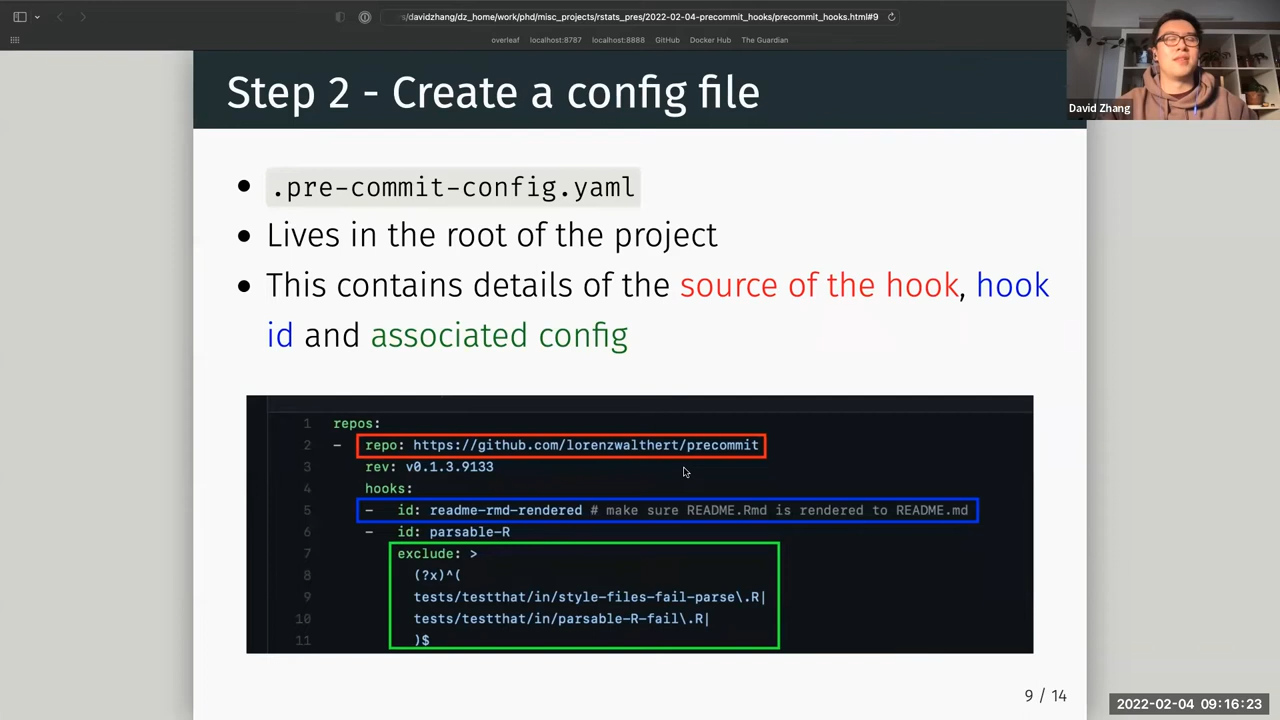 s/davidzhang/dz_home/work/phd/misc_projects/rstats_pres/2022-02-04-precommit_hooks/precommit_hooks.html#9
overleaf localhost:8787 localhost:8888 GitHub Docker Hub The Guardian
David Zhang
Step 2 - Create a config file
• .pre-commit-config.yaml
• Lives in the root of the project
• This contains details of the source of the hook, hook
id and associated config
1 repos:
2 - repo: https://github.com/lorenzwalthert/precommit
3 rev: v0.1.3.9133
4 hooks:
5 - id: readme-rmd-rendered # make sure README.Rmd is rendered to README.md
6 - id: parsable-R
7 exclude: >
8 (?x)^(
9 tests/testthat/in/style-files-fail-parse\.R|
10 tests/testthat/in/parsable-R-fail\.R|
11 )$
9 / 14
2022-02-04 09:16:23